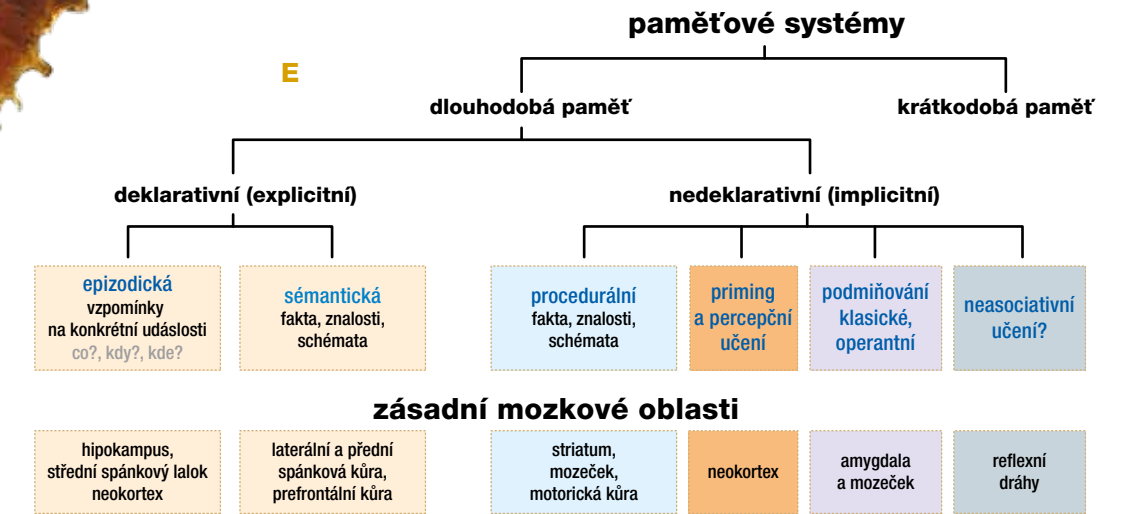 paměťové systémy
E
dlouhodobá paměť
krátkodobá paměť
deklarativní (explicitní)
nedeklarativní (implicitní)
epizodická
vzpomínky
na konkrétní udáslosti
co?, kdy?, kde?
sémantická
fakta, znalosti,
schémata
procedurální
fakta, znalosti,
schémata
priming
a percepční
učení
podmiňování
klasické,
operantní
neasociativní
učení?
zásadní mozkové oblasti
hipokampus,
střední spánkový lalok
neokortex
laterální a přední
spánková kůra,
prefrontální kůra
striatum,
mozeček,
motorická kůra
neokortex
amygdala
a mozeček
reflexní
dráhy